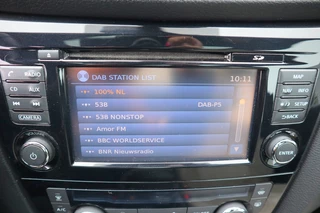 DAB STATION LIST
10:11
100% NL
538 DAB-P5
538 NONSTOP
Amor FM
BBC WORLDSERVICE
BNR Nieuwsradio
RADIO
CD AUX
CAMERA
MAP
NAV INFO
SETUP
BACK
ENTER
A/C